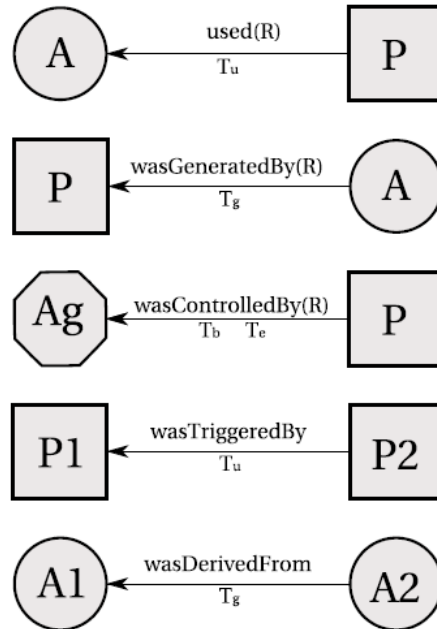 used(R)
A P
Tu
wasGeneratedBy(R)
P A
Tg
wasControlledBy(R)
Ag P
Tb Te
wasTriggeredBy
P1 P2
Tu
wasDerivedFrom
A1 A2
Tg